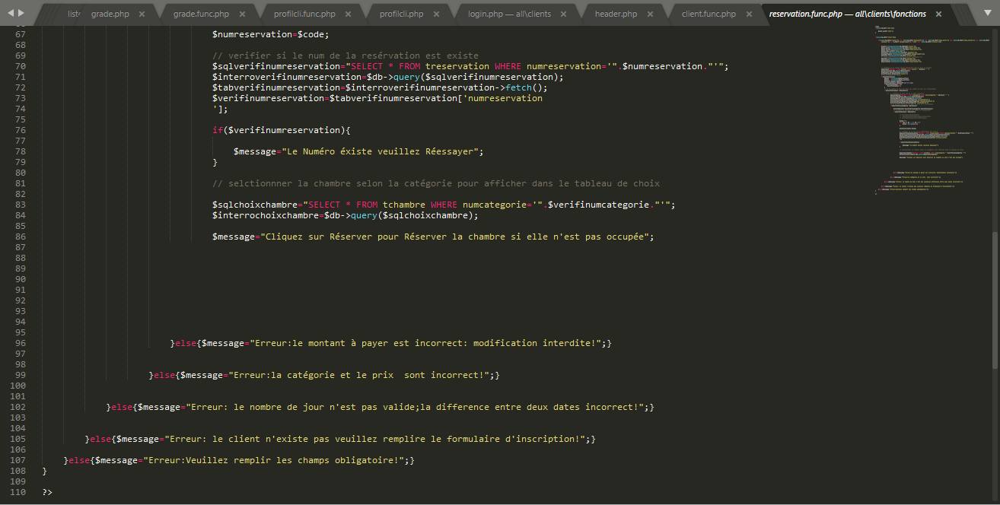 list grade.php × grade.func.php × profilcli.func.php × profilcli.php × login.php — all\clients × header.php × client.func.php × reservation.func.php — all\clients\fonctions ×
67 $numreservation=$code;
68
69 // verifier si le num de la resérvation est existe
70 $sqlverifinumreservation="SELECT * FROM treservation WHERE numreservation='".$numreservation."'";
71 $interroverifinumreservation=$db->query($sqlverifinumreservation);
72 $tabverifinumreservation=$interroverifinumreservation->fetch();
73 $verifinumreservation=$tabverifinumreservation['numreservation
74 '];
75
76 if($verifinumreservation){
77
78 $message="Le Numéro éxiste veuillez Réessayer";
79 }
80
81 // selctionnner la chambre selon la catégorie pour afficher dans le tableau de choix
82
83 $sqlchoixchambre="SELECT * FROM tchambre WHERE numcategorie='".$verifinumcategorie."'";
84 $interrochoixchambre=$db->query($sqlchoixchambre);
85
86 $message="Cliquez sur Réserver pour Réserver la chambre si elle n'est pas occupée";
87
88
89
90
91
92
93
94
95
96 }else{$message="Erreur:le montant à payer est incorrect: modification interdite!";}
97
98
99 }else{$message="Erreur:la catégorie et le prix  sont incorrect!";}
100
101
102 }else{$message="Erreur: le nombre de jour n'est pas valide;la difference entre deux dates incorrect!";}
103
104
105 }else{$message="Erreur: le client n'existe pas veuillez remplire le formulaire d'inscription!";}
106
107 }else{$message="Erreur:Veuillez remplir les champs obligatoire!";}
108 }
109
110 ?>